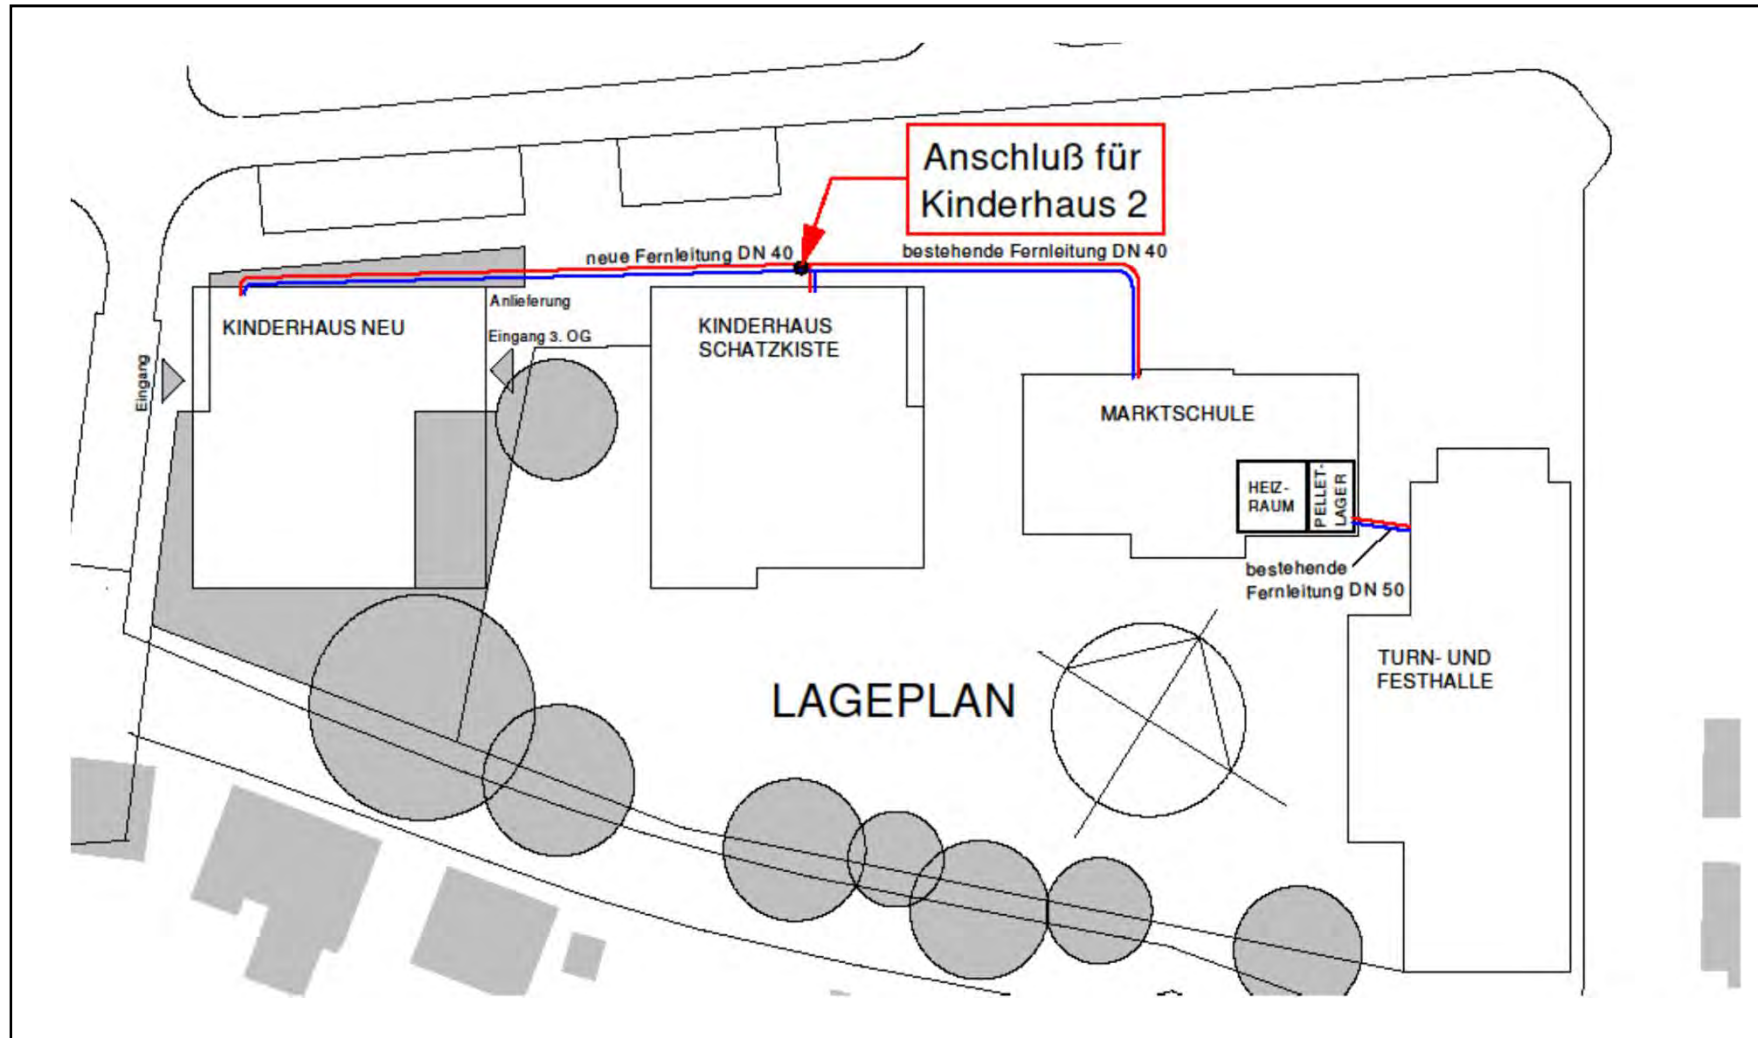 Anschluß für
Kinderhaus 2
neue Fernleitung DN 40
bestehende Fernleitung DN 40
Anlieferung
KINDERHAUS NEU
Eingang 3. OG
KINDERHAUS
SCHATZKISTE
Eingang
MARKTSCHULE
HEIZ-
RAUM
PELLET-
LAGER
bestehende
Fernleitung DN 50
TURN- UND
FESTHALLE
LAGEPLAN